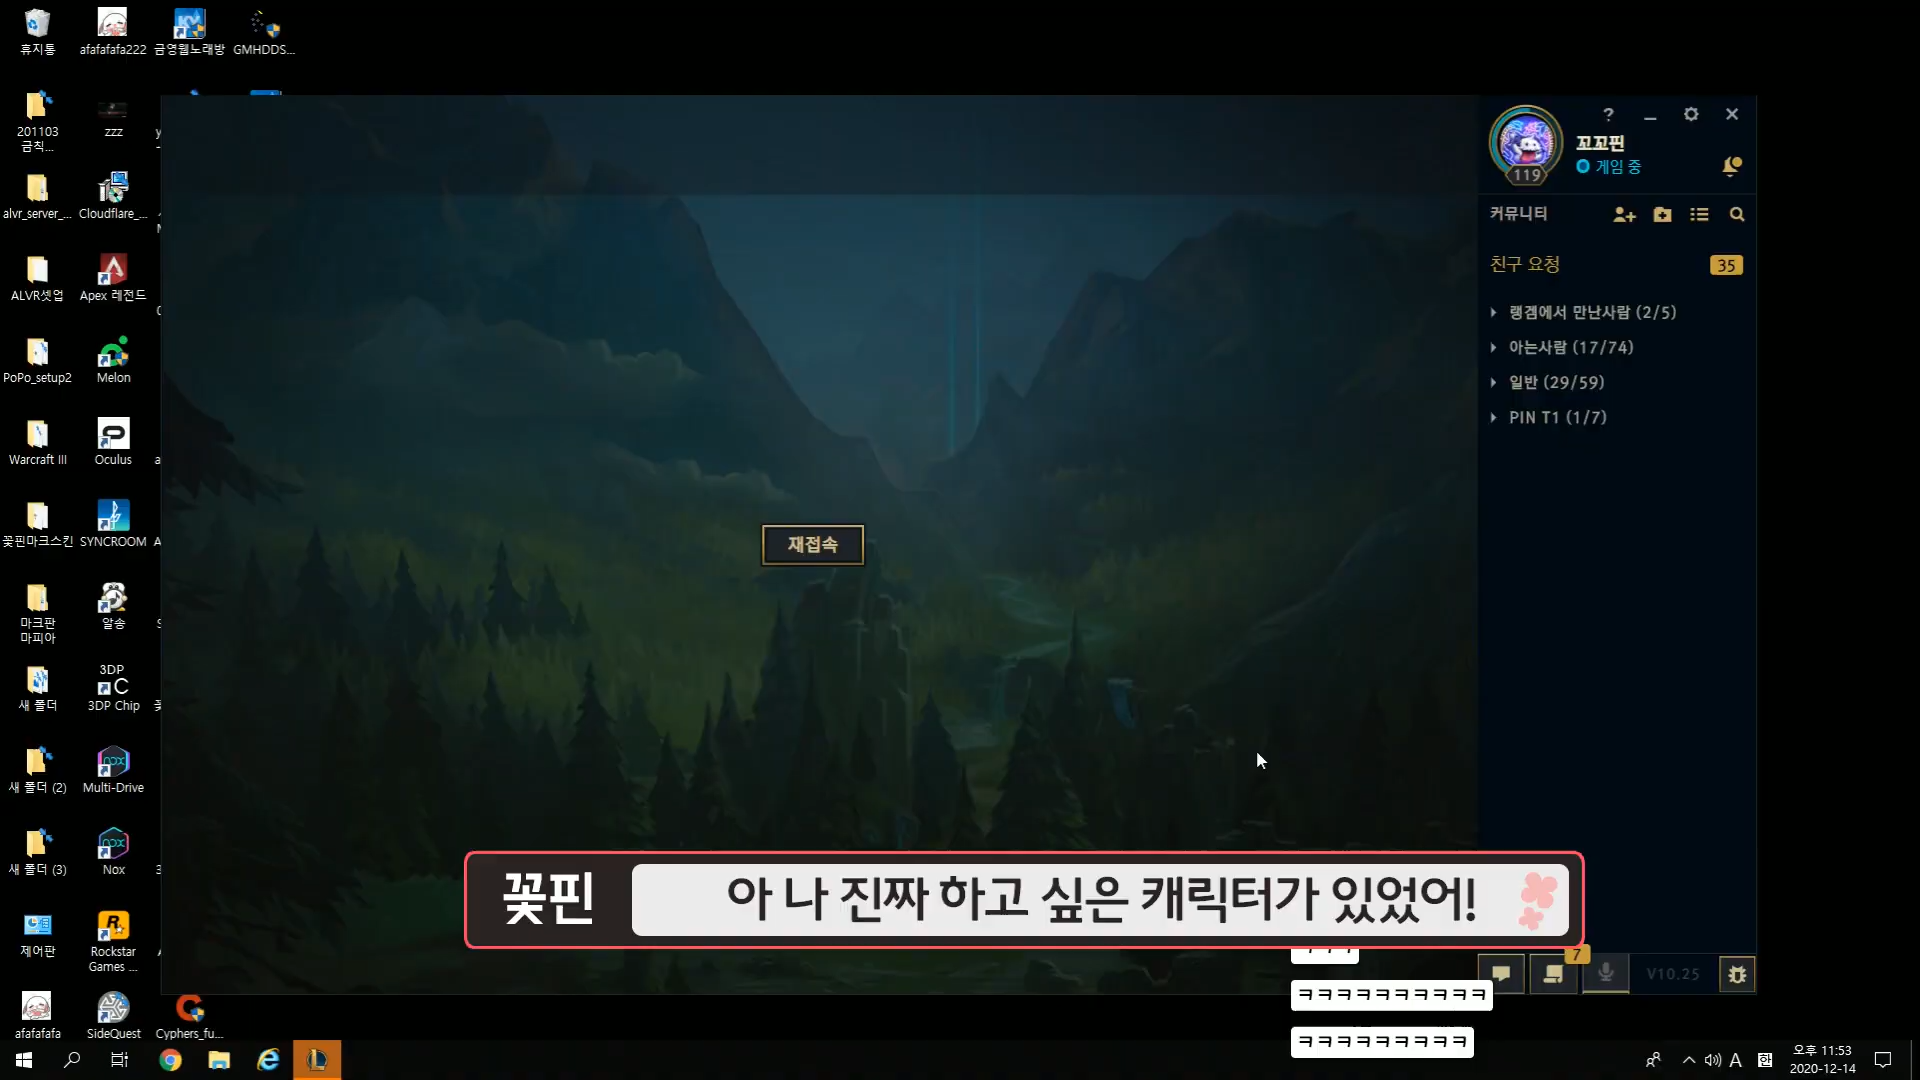 휴지통
afafafafa222
금영웹노래방
GMHDDS...
201103
금칙...
zzz
alvr_server_...
Cloudflare_...
ALVR셋업
Apex 레전드
PoPo_setup2
Melon
Warcraft III
Oculus
꽃핀마크스킨
SYNCROOM
마크판
마피아
알송
새 폴더
3DP
C
3DP Chip
새 폴더 (2)
Multi-Drive
새 폴더 (3)
Nox
제어판
Rockstar
Games ...
afafafafa
SideQuest
Cyphers_fu...
꼬꼬핀
게임 중
119
커뮤니티
친구 요청
35
랭겜에서 만난사람 (2/5)
아는사람 (17/74)
일반 (29/59)
PIN T1 (1/7)
재접속
꽃핀
아 나 진짜 하고 싶은 캐릭터가 있었어!
7
V10.25
ㅋㅋㅋㅋㅋㅋㅋㅋㅋㅋ
ㅋㅋㅋㅋㅋㅋㅋㅋㅋ
A
한
오후 11:53
2020-12-14